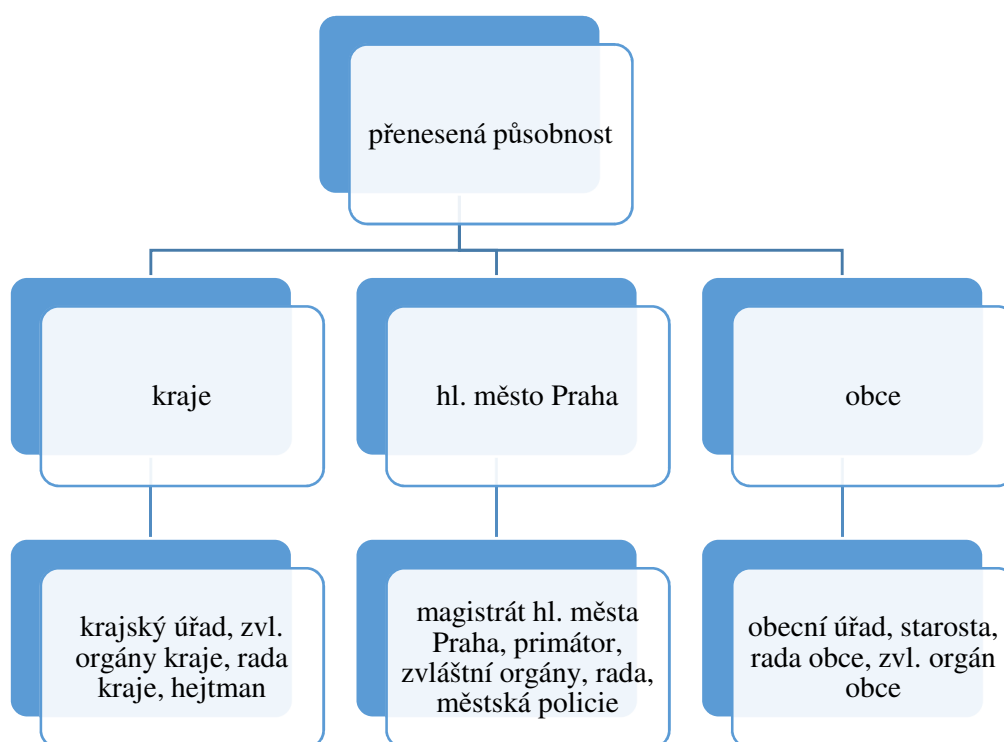 přenesená působnost
kraje
hl. město Praha
obce
krajský úřad, zvl.
orgány kraje, rada
kraje, hejtman
magistrát hl. města
Praha, primátor,
zvláštní orgány, rada,
městská policie
obecní úřad, starosta,
rada obce, zvl. orgán
obce